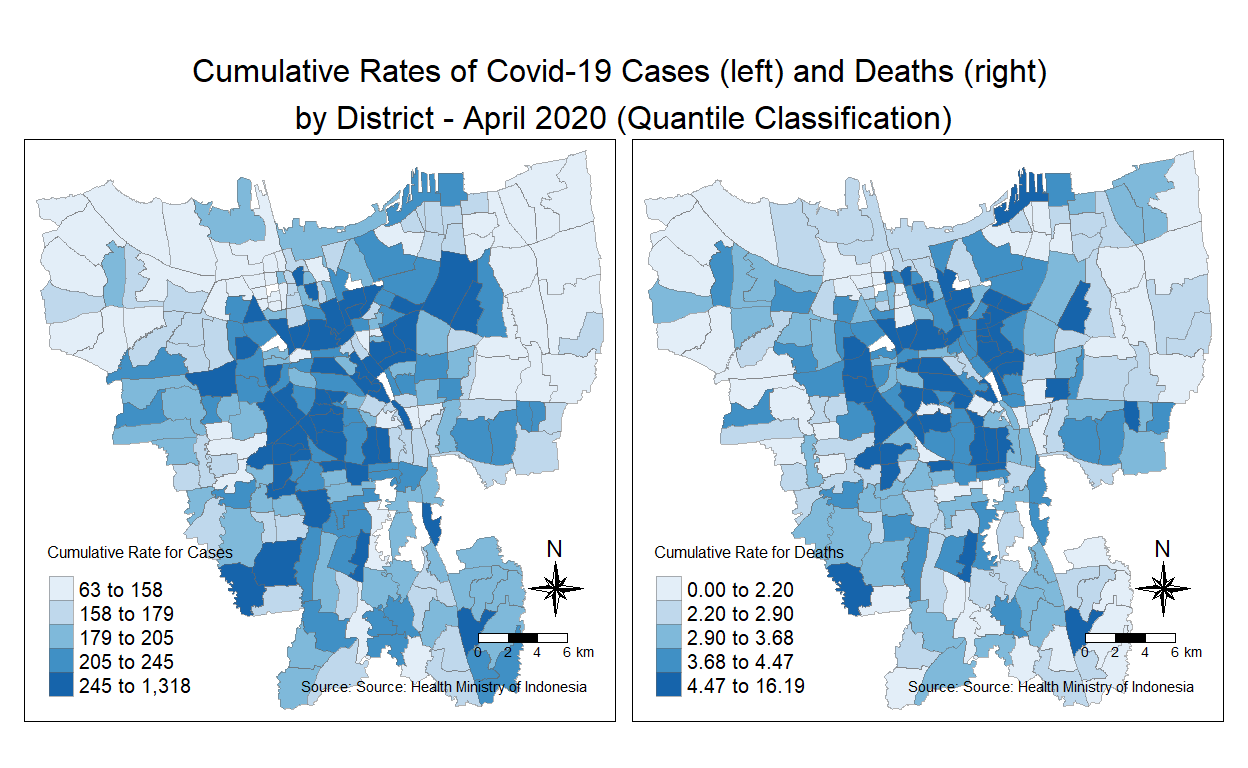 Cumulative Rates of Covid-19 Cases (left) and Deaths (right)
by District - April 2020 (Quantile Classification)
Cumulative Rate for Cases
63 to 158
158 to 179
179 to 205
205 to 245
245 to 1,318
N
0 2 4 6 km
Source: Source: Health Ministry of Indonesia
Cumulative Rate for Deaths
0.00 to 2.20
2.20 to 2.90
2.90 to 3.68
3.68 to 4.47
4.47 to 16.19
N
0 2 4 6 km
Source: Source: Health Ministry of Indonesia